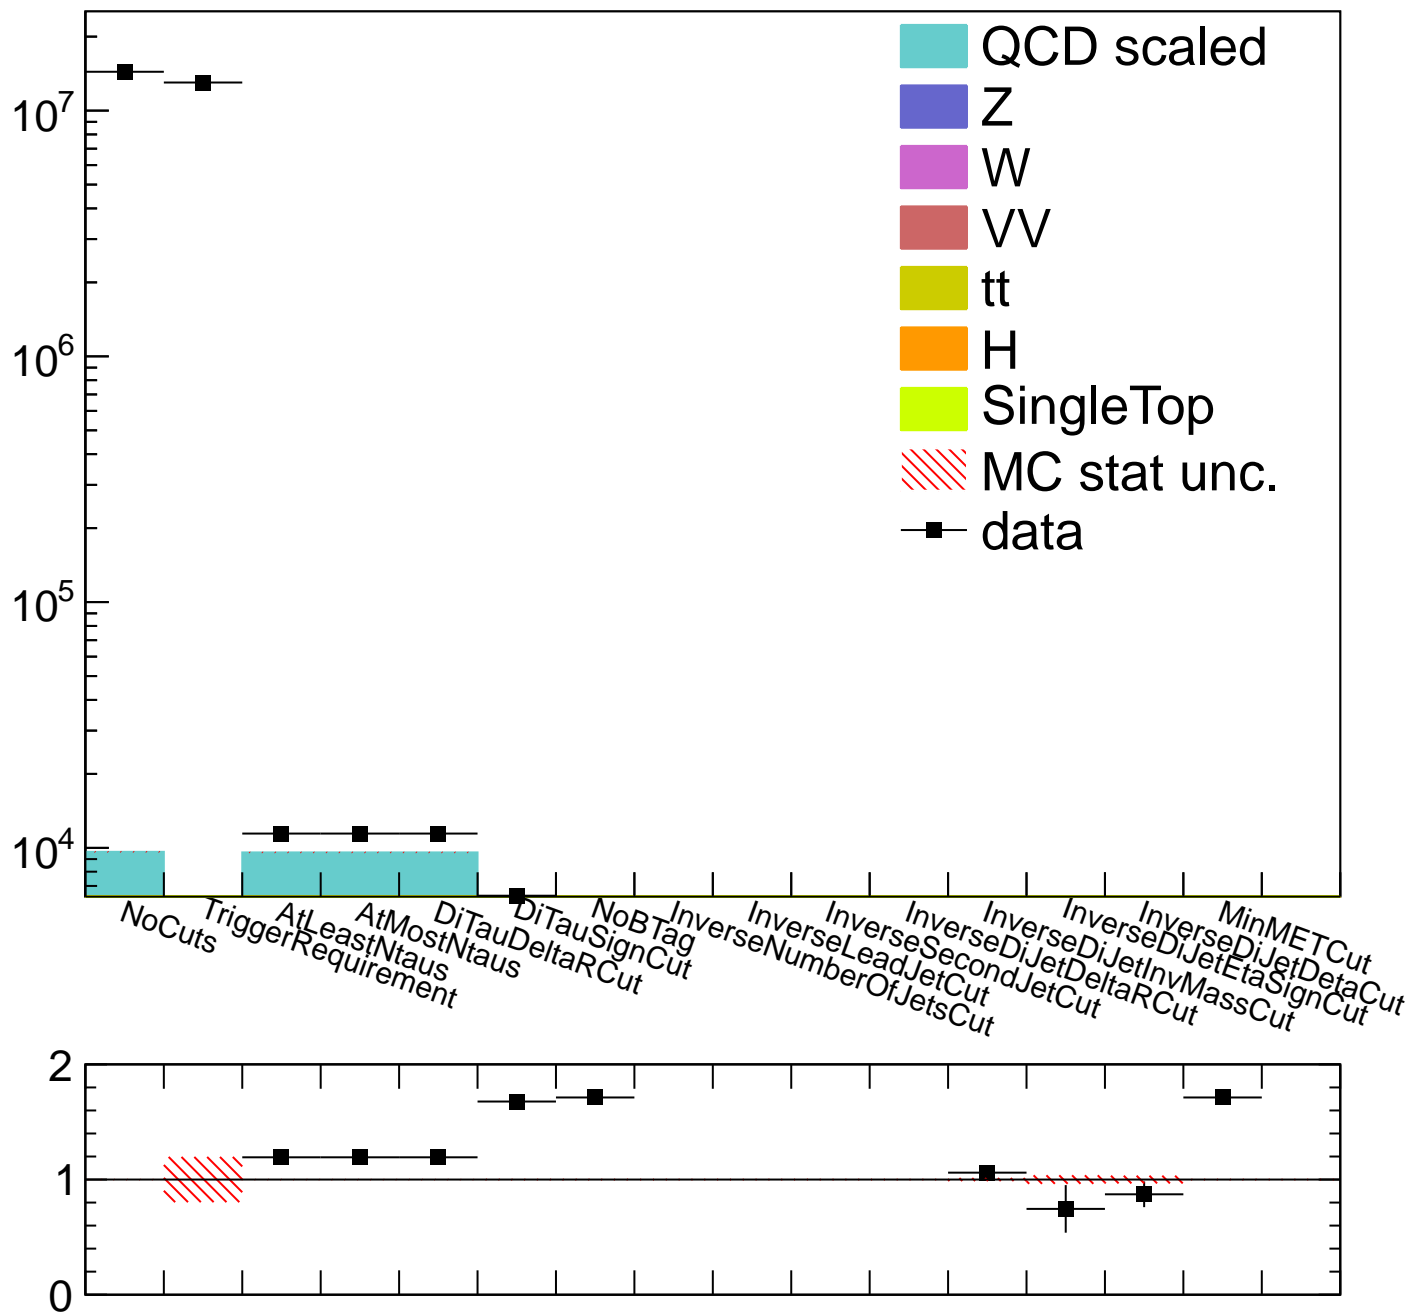 10^7
10^6
10^5
10^4
QCD scaled
Z
W
VV
tt
H
SingleTop
MC stat unc.
data
NoCuts
TriggerRequirement
AtLeastNtaus
AtMostNtaus
DiTauDeltaRCut
DiTauSignCut
NoBTag
InverseNumberOfJetsCut
InverseLeadJetCut
InverseSecondJetCut
InverseDiJetDeltaRCut
InverseDiJetInvMassCut
InverseDiJetEtaSignCut
InverseDiJetDetaCut
MinMETCut
2
1
0